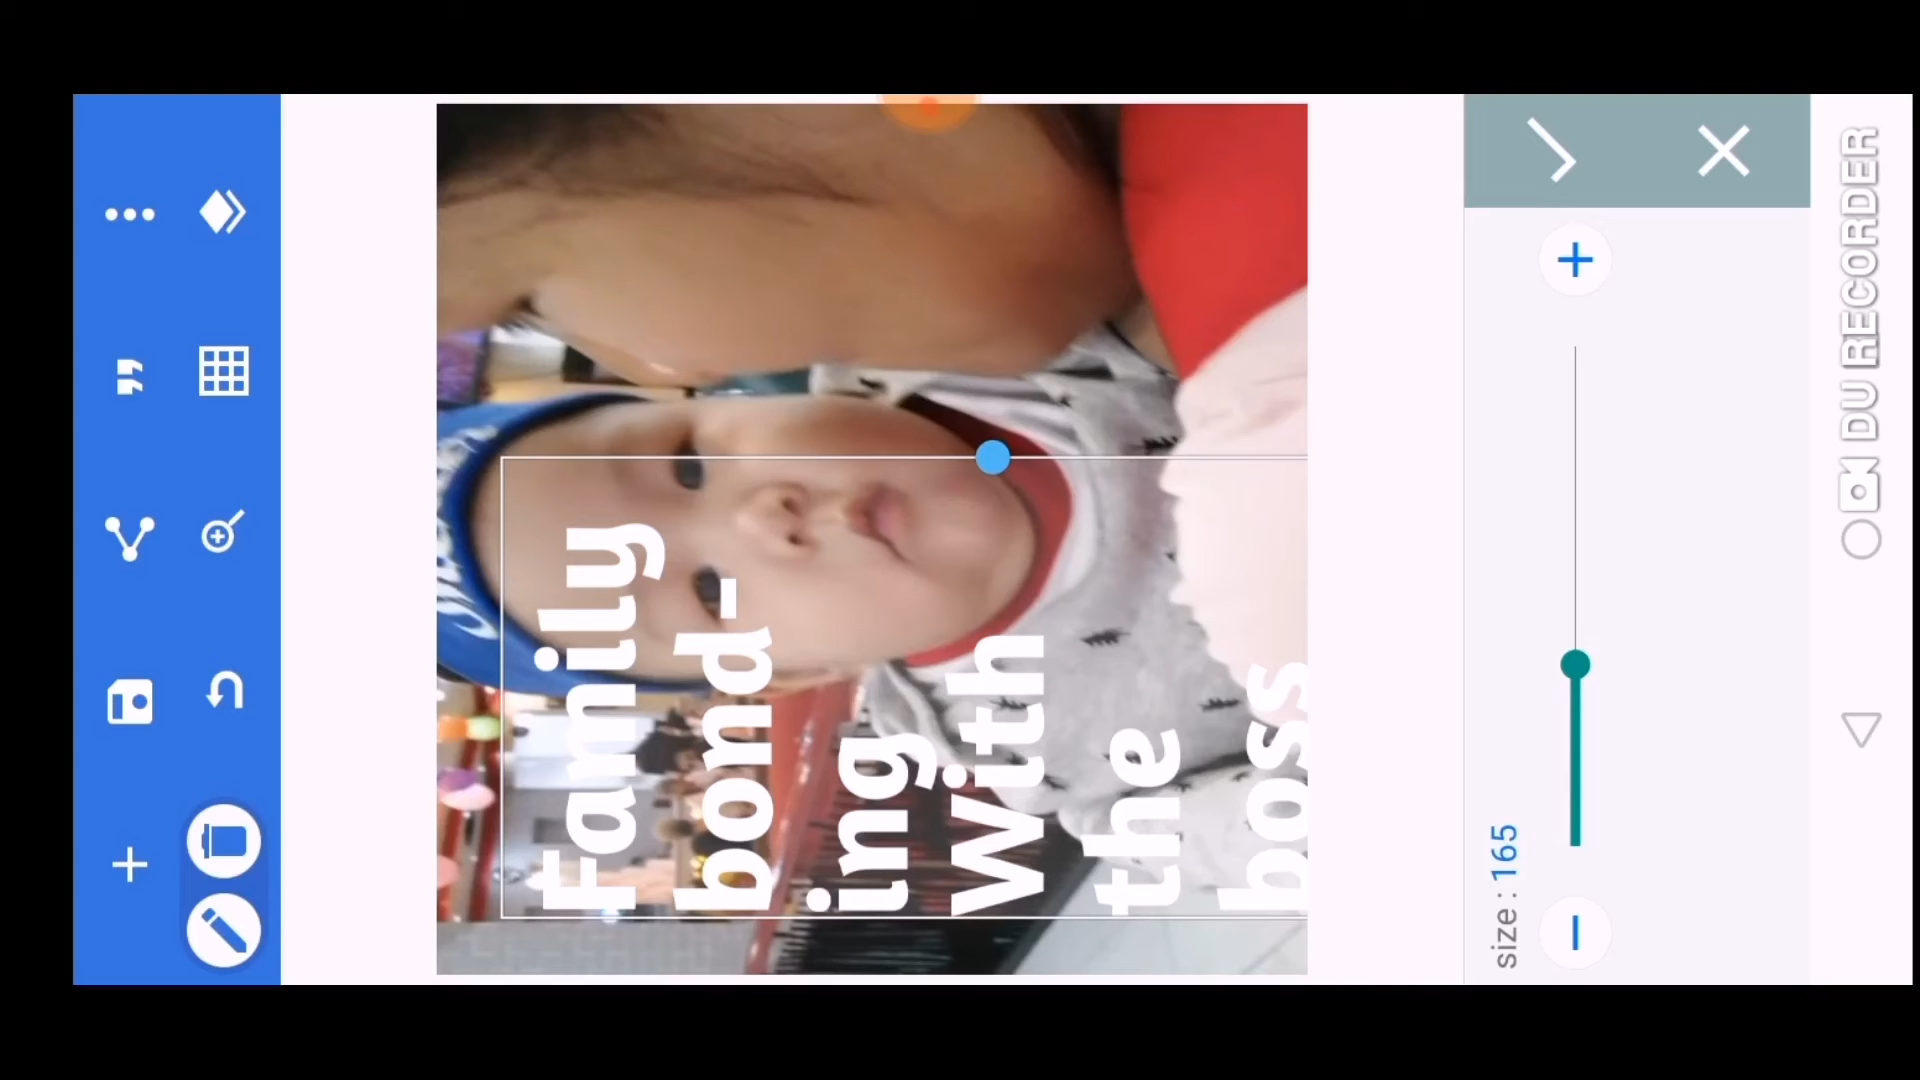 Family
bond-
ing
With
the
boss
size : 165
DU RECORDER